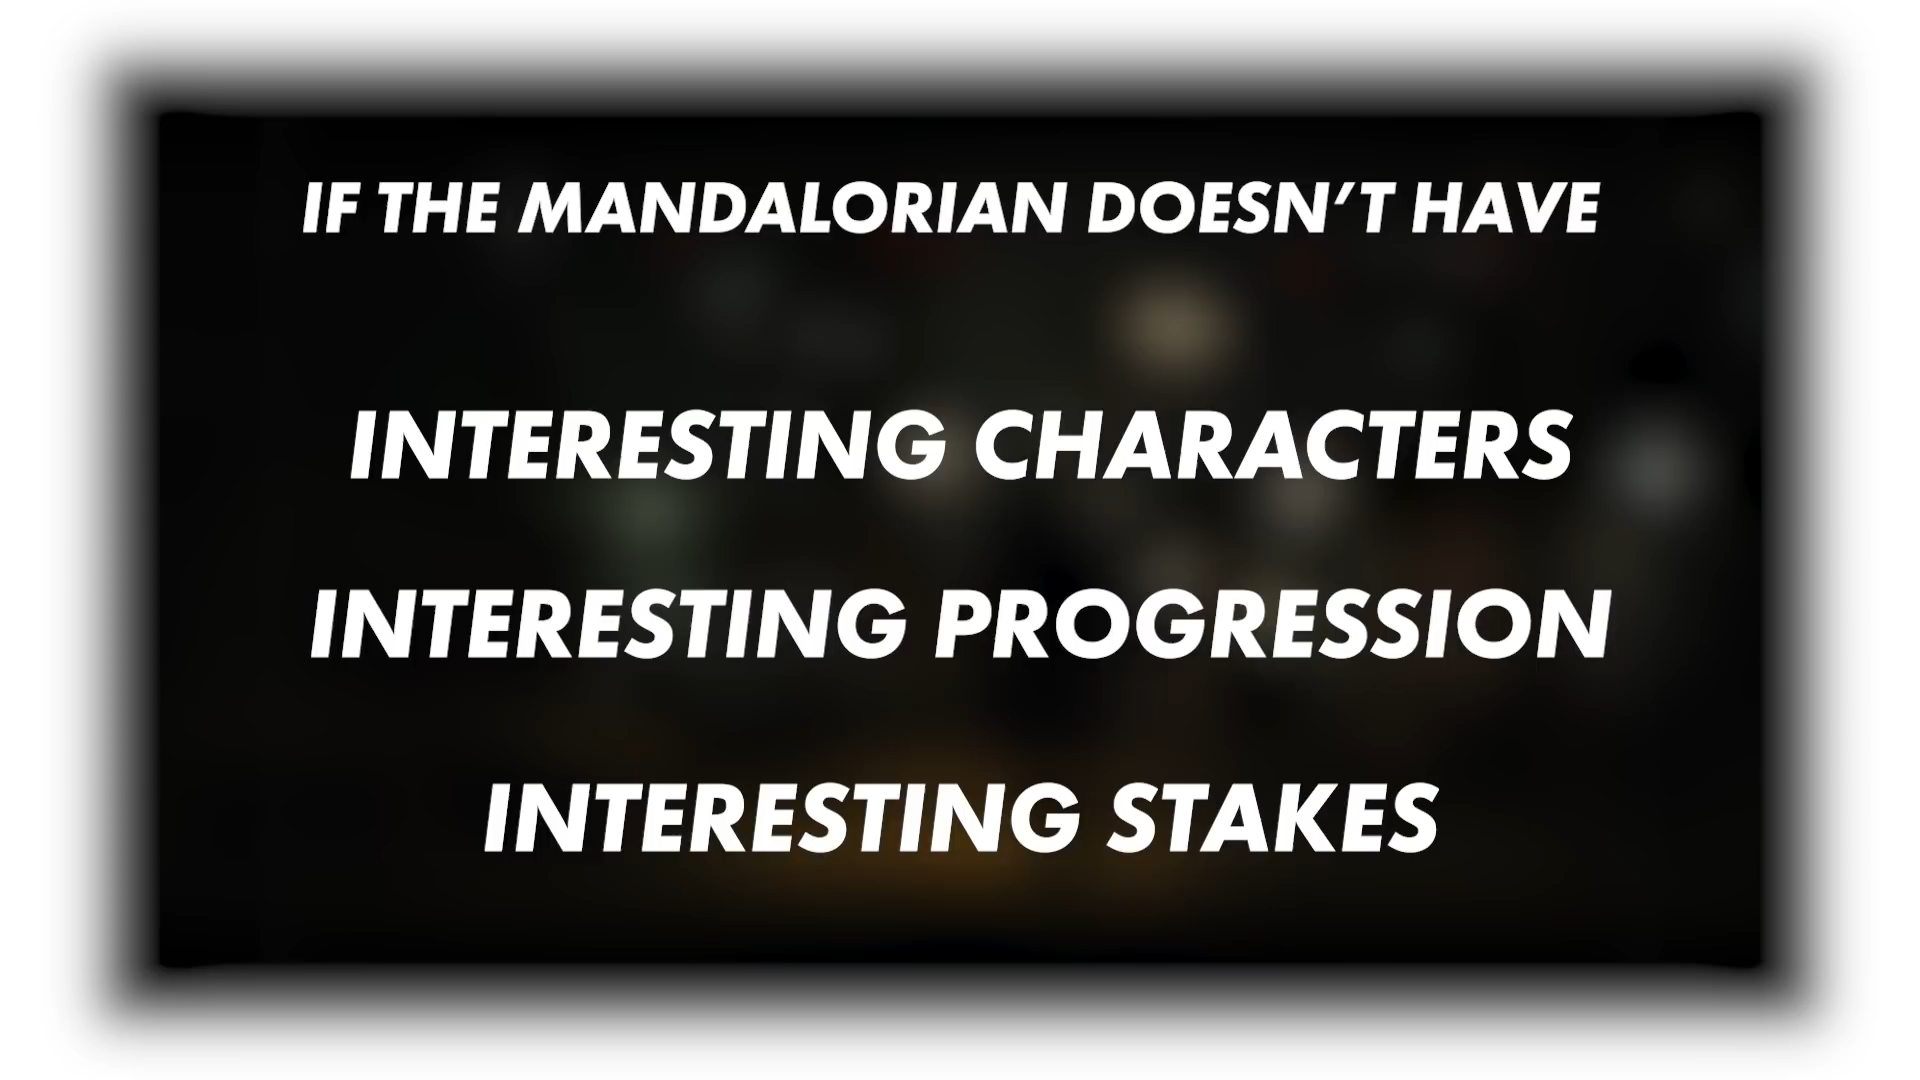 IF THE MANDALORIAN DOESN’T HAVE
INTERESTING CHARACTERS
INTERESTING PROGRESSION
INTERESTING STAKES